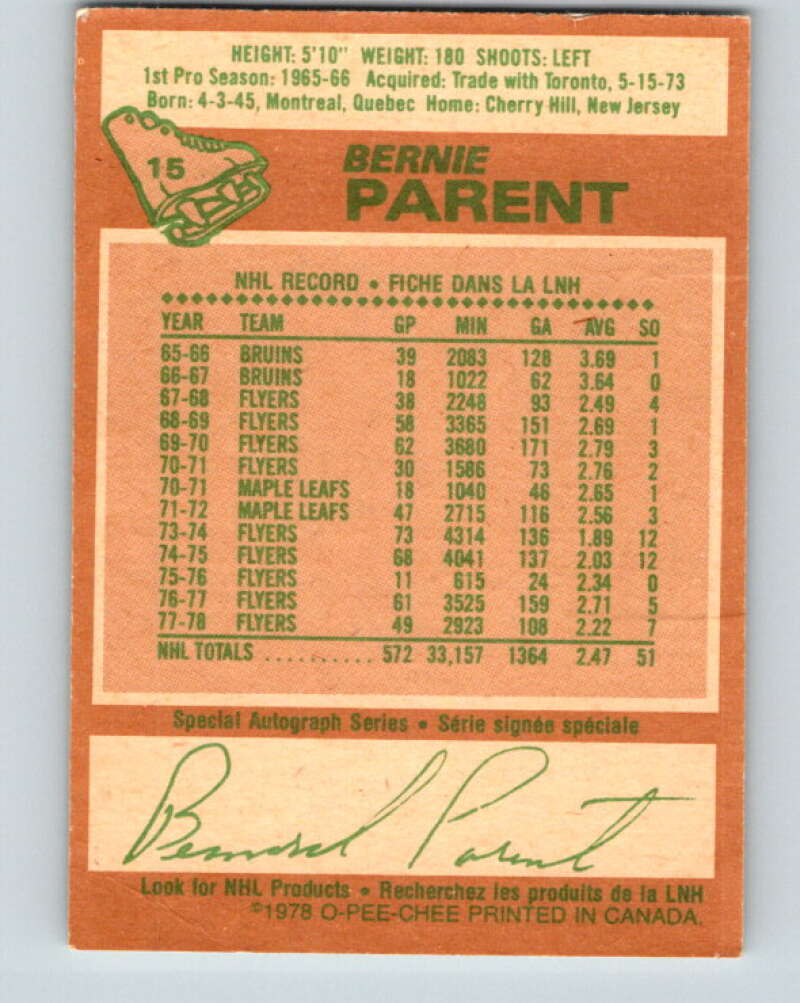 HEIGHT: 5'10" WEIGHT: 180 SHOOTS: LEFT
1st Pro Season: 1965-66 Acquired: Trade with Toronto, 5-15-73
Born: 4-3-45, Montreal, Quebec Home: Cherry Hill, New Jersey
15
BERNIE
PARENT
NHL RECORD • FICHE DANS LA LNH
YEAR TEAM GP MIN GA AVG SO
65-66 BRUINS 39 2083 128 3.69 1
66-67 BRUINS 18 1022 62 3.64 0
67-68 FLYERS 38 2248 93 2.49 4
68-69 FLYERS 58 3365 151 2.69 1
69-70 FLYERS 62 3680 171 2.79 3
70-71 FLYERS 30 1586 73 2.76 2
70-71 MAPLE LEAFS 18 1040 46 2.65 1
71-72 MAPLE LEAFS 47 2715 116 2.56 3
73-74 FLYERS 73 4314 136 1.89 12
74-75 FLYERS 68 4041 137 2.03 12
75-76 FLYERS 11 615 24 2.34 0
76-77 FLYERS 61 3525 159 2.71 5
77-78 FLYERS 49 2923 108 2.22 7
NHL TOTALS .......... 572 33,157 1364 2.47 51
Special Autograph Series • Série signée spéciale
Bernard Parent
Look for NHL Products • Recherchez les produits de la LNH
©1978 O-PEE-CHEE PRINTED IN CANADA.